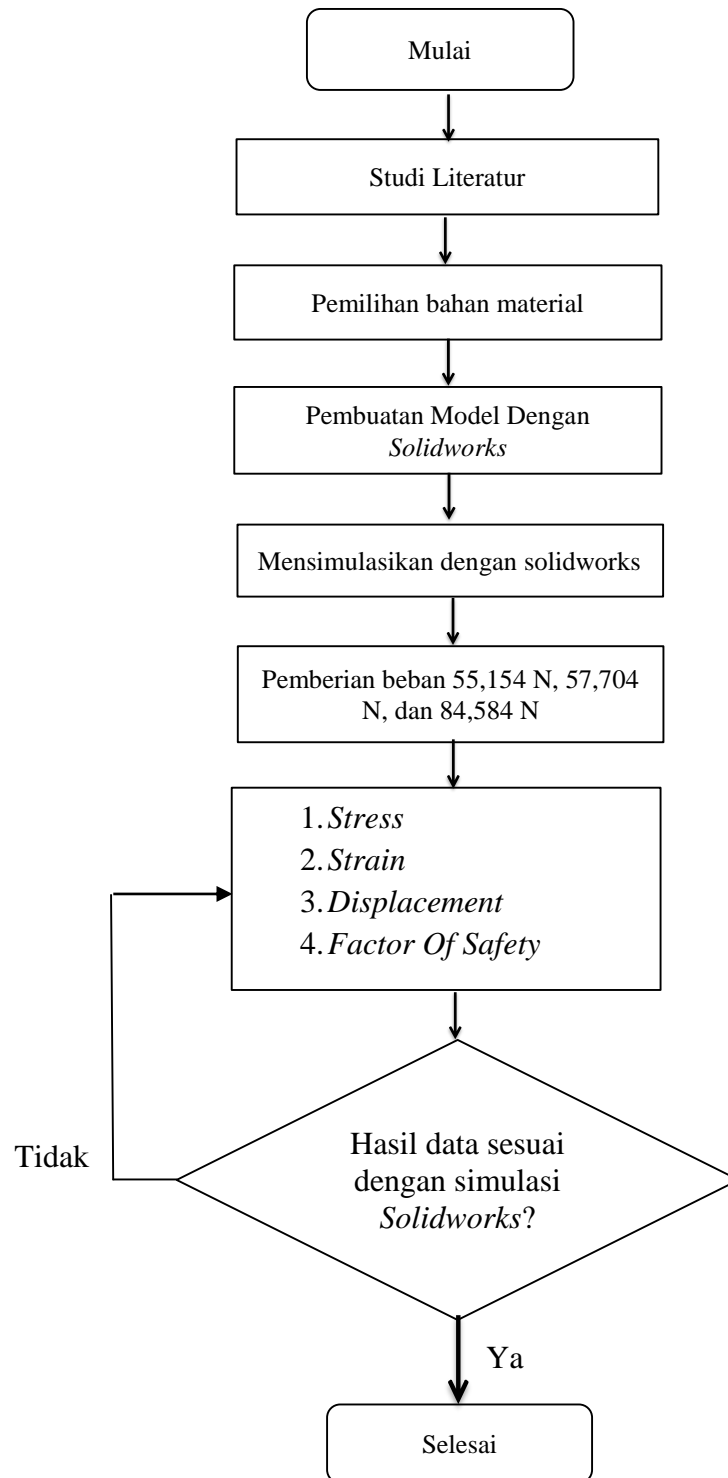 Mulai
Studi Literatur
Pemilihan bahan material
Pembuatan Model Dengan
Solidworks
Mensimulasikan dengan solidworks
Pemberian beban 55,154 N, 57,704
N, dan 84,584 N
1. Stress
2. Strain
3. Displacement
4. Factor Of Safety
Hasil data sesuai
dengan simulasi
Solidworks?
Tidak
Ya
Selesai